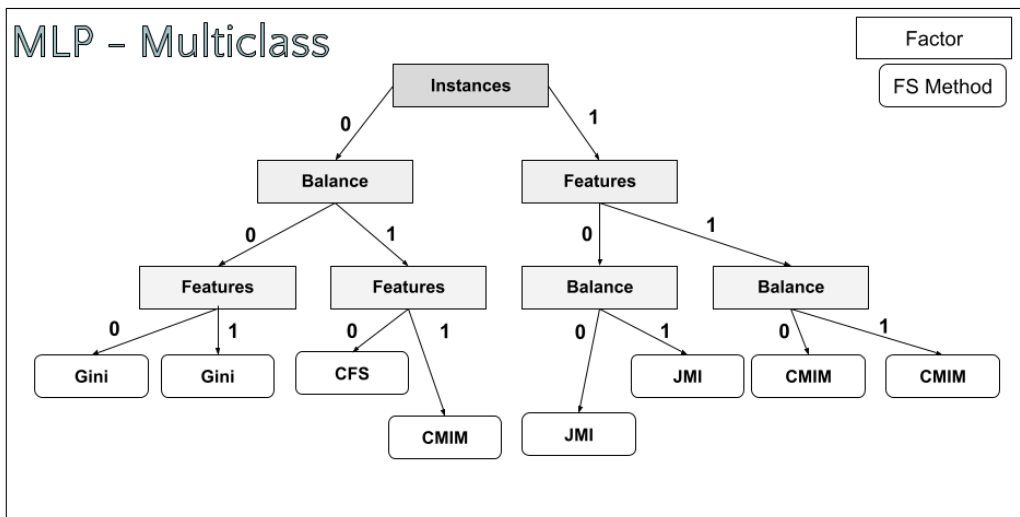 MLP – Multiclass
Factor
FS Method
Instances
0
1
Balance
Features
0
1
0
1
Features
Features
Balance
Balance
0
1
0
1
0
1
0
1
Gini
Gini
CFS
JMI
CMIM
CMIM
CMIM
JMI